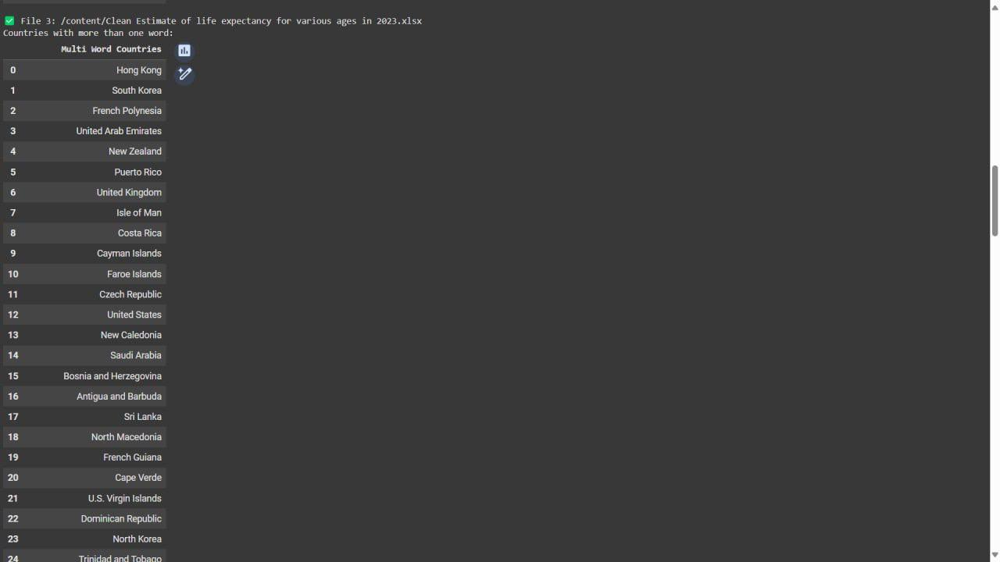 ✅ File 3: /content/Clean Estimate of life expectancy for various ages in 2023.xlsx
Countries with more than one word:
Multi Word Countries
0 Hong Kong
1 South Korea
2 French Polynesia
3 United Arab Emirates
4 New Zealand
5 Puerto Rico
6 United Kingdom
7 Isle of Man
8 Costa Rica
9 Cayman Islands
10 Faroe Islands
11 Czech Republic
12 United States
13 New Caledonia
14 Saudi Arabia
15 Bosnia and Herzegovina
16 Antigua and Barbuda
17 Sri Lanka
18 North Macedonia
19 French Guiana
20 Cape Verde
21 U.S. Virgin Islands
22 Dominican Republic
23 North Korea
24 Trinidad and Tobago